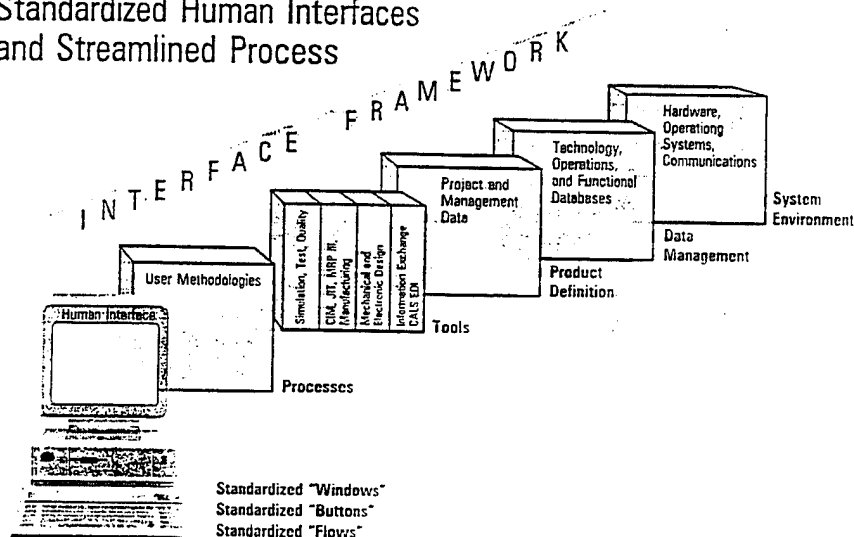 Standardized Human Interfaces
and Streamlined Process
INTERFACE FRAMEWORK
Hardware,
Operationg
Systems,
Communications
System
Environment
Technology,
Operations,
and Functional
Databases
Data
Management
Project and
Management
Data
Product
Definition
Simulation, Test, Quality
CIM, JIT, MRP III,
Manufacturing
Mechanical and
Electronic Design
Information Exchange
CALS EDI
Tools
User Methodologies
Processes
Human Interface
Standardized "Windows"
Standardized "Buttons"
Standardized "Flows"